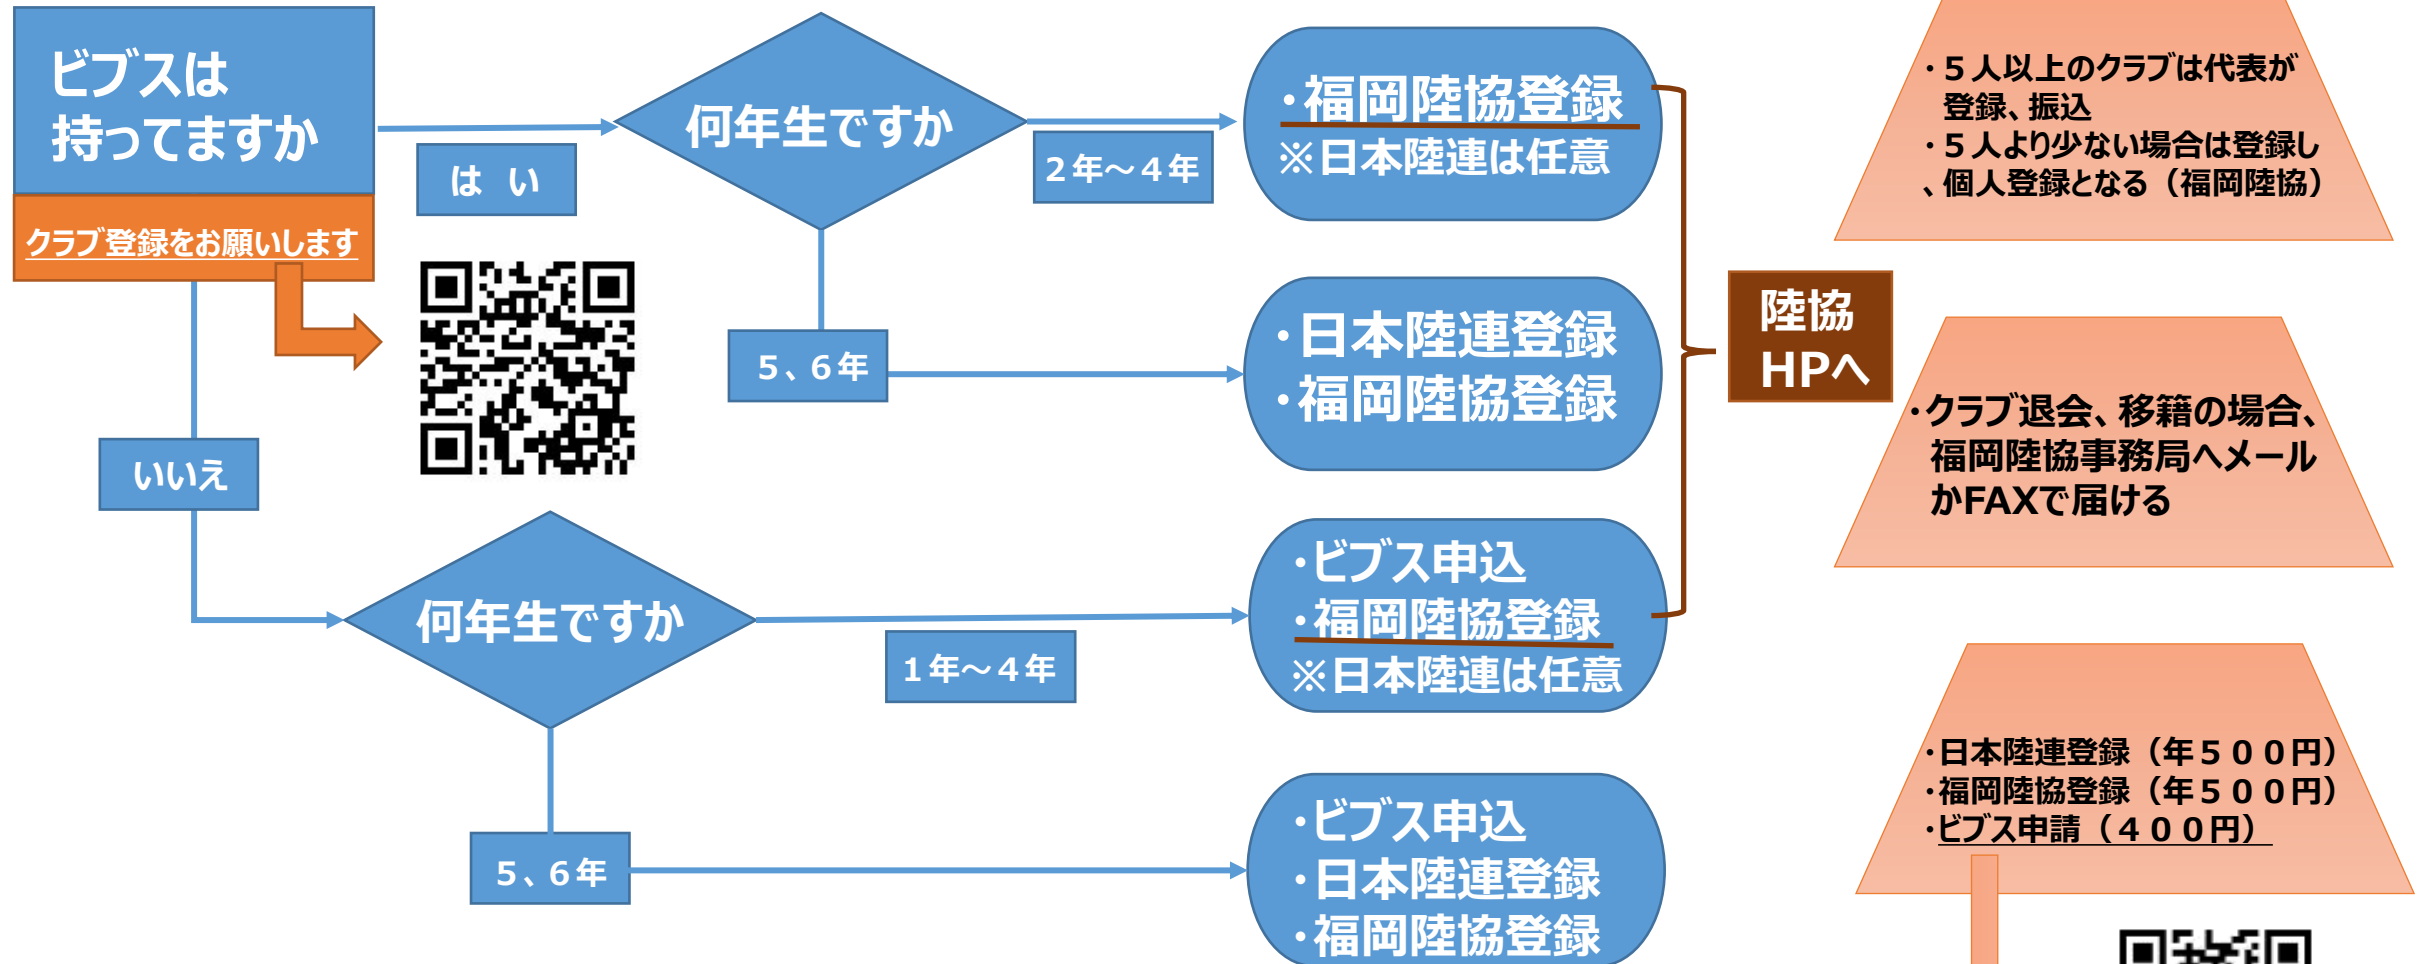 ビブスは
持ってますか
クラブ登録をお願いします
は い
何年生ですか
２年～４年
・福岡陸協登録
※日本陸連は任意
５、６年
・日本陸連登録
・福岡陸協登録
いいえ
何年生ですか
１年～４年
・ビブス申込
・福岡陸協登録
※日本陸連は任意
５、６年
・ビブス申込
・日本陸連登録
・福岡陸協登録
陸協
HPへ
・５人以上のクラブは代表が
登録、振込
・５人より少ない場合は登録し
、個人登録となる（福岡陸協）
・クラブ退会、移籍の場合、
福岡陸協事務局へメール
かFAXで届ける
・日本陸連登録（年５００円）
・福岡陸協登録（年５００円）
・ビブス申請（４００円）